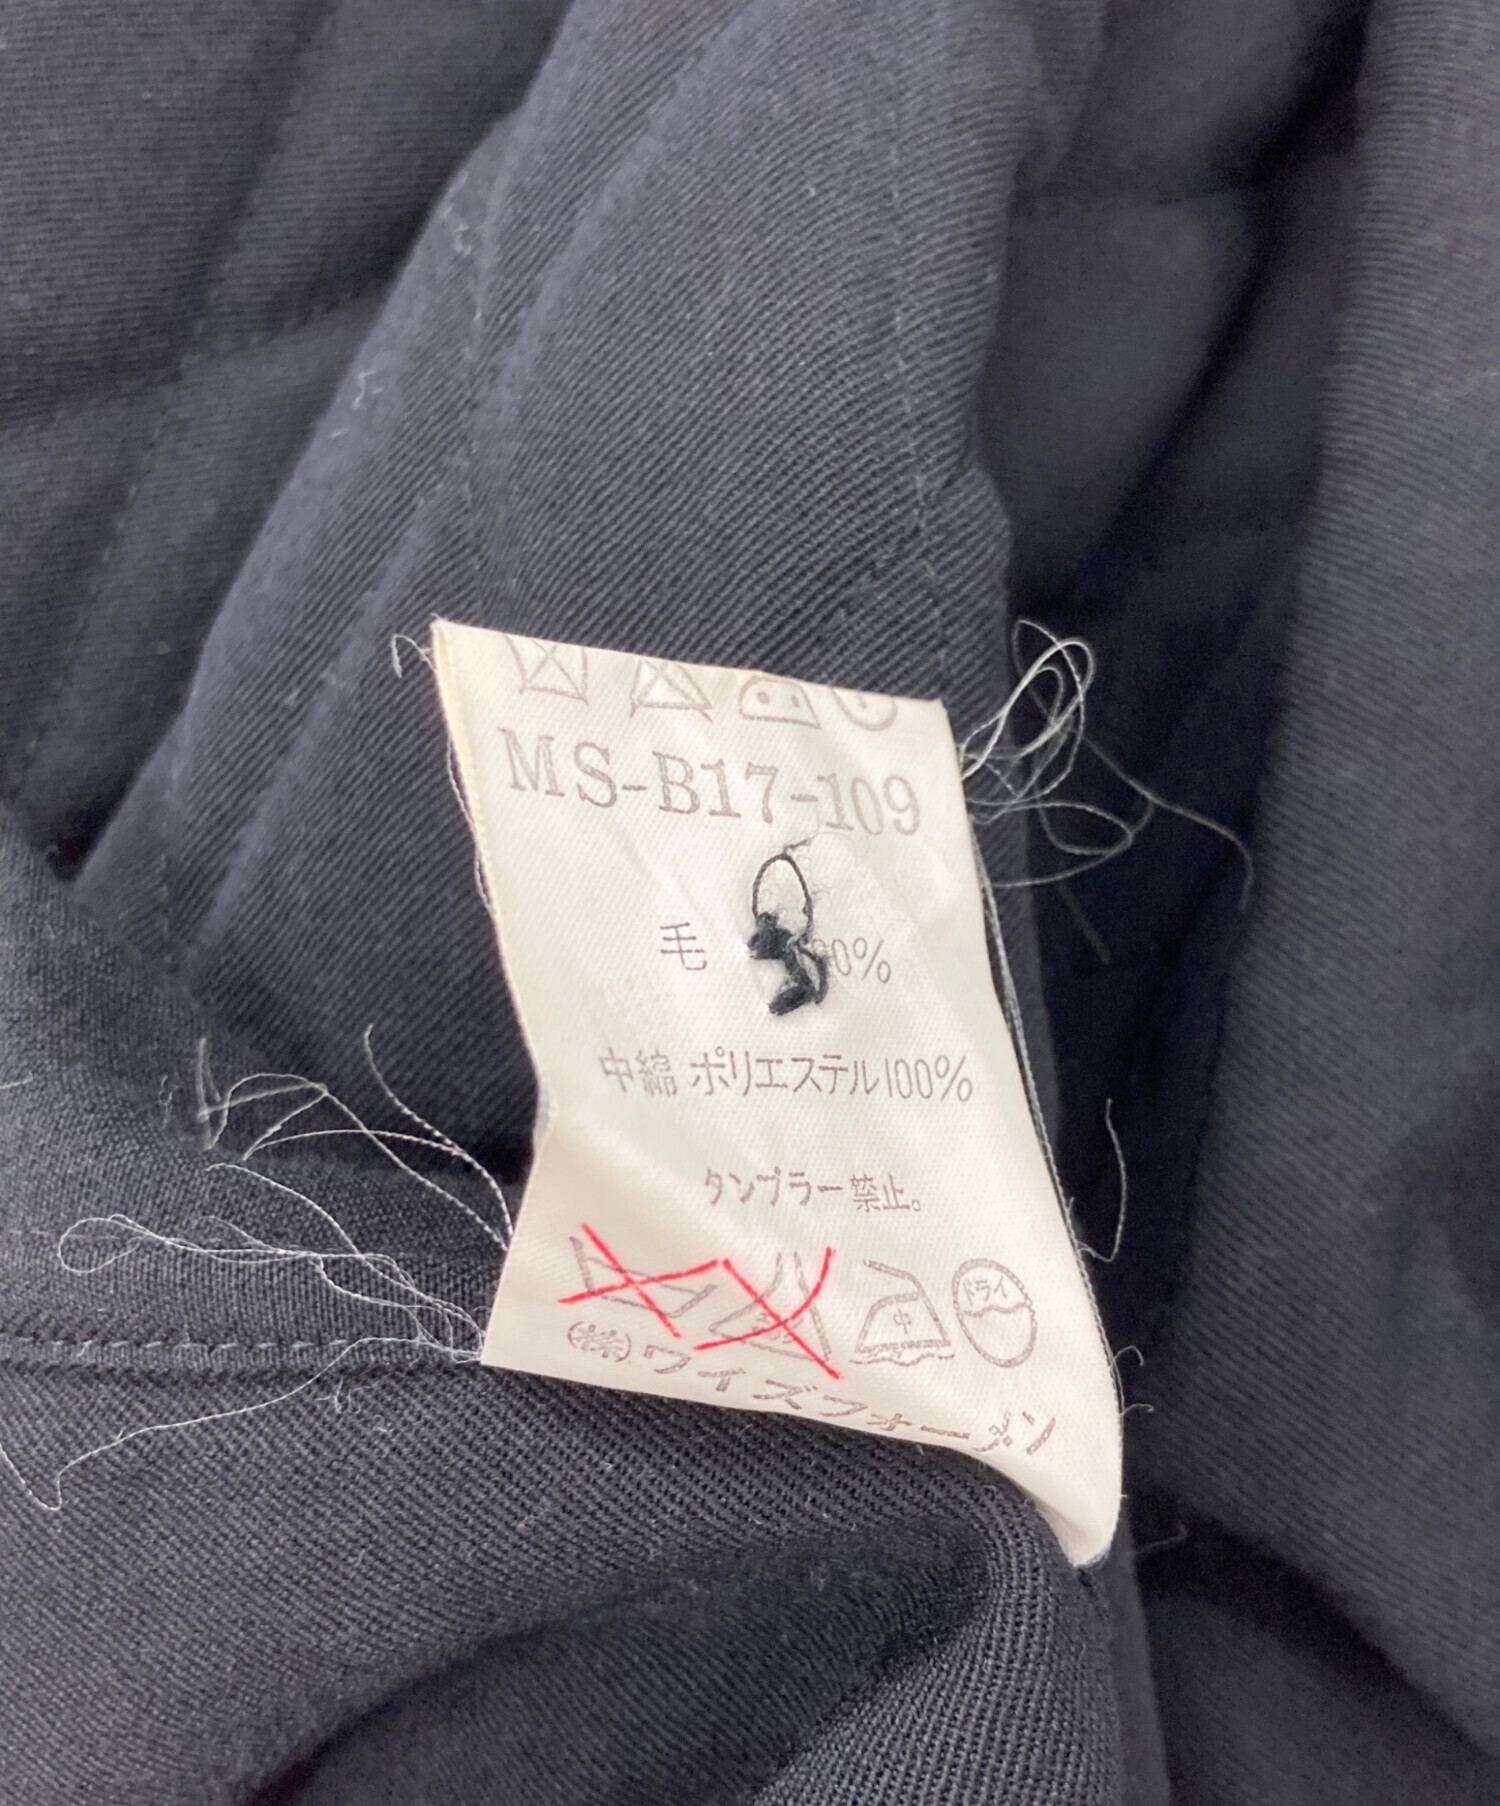 MS-B17-109
毛 00%
中綿 ポリエステル100%
タンブラー禁止。
中 ドライ
(株)ワイズフォーメン